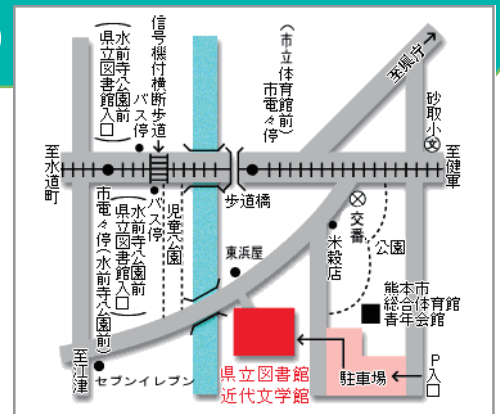 至県庁
砂取小
文
至健軍
(市立体育館前)
市電々停
信号機付横断歩道
バス停
(水前寺公園前)
(県立図書館入口)
至水道町
市電々停(水前寺公園前)
バス停
(水前寺公園前)
(県立図書館入口)
児童公園
歩道橋
交番
米穀店
公園
東浜屋
熊本市
総合体育館
青年会館
至江津
セブンイレブン
県立図書館
近代文学館
駐車場
P入口